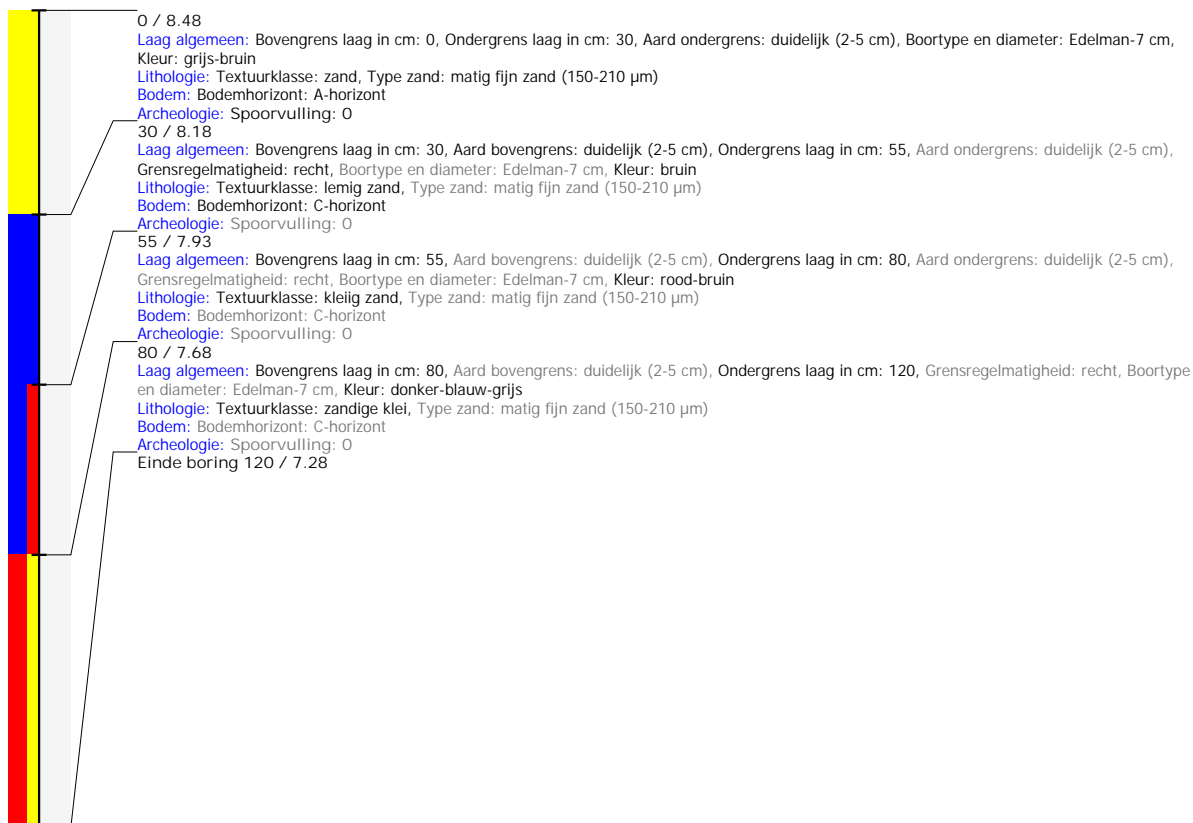 0 / 8.48
Laag algemeen: Bovengrens laag in cm: 0, Ondergrens laag in cm: 30, Aard ondergrens: duidelijk (2-5 cm), Boortype en diameter: Edelman-7 cm,
Kleur: grijs-bruin
Lithologie: Textuurklasse: zand, Type zand: matig fijn zand (150-210 µm)
Bodem: Bodemhorizont: A-horizont
Archeologie: Spoorvulling: 0
30 / 8.18
Laag algemeen: Bovengrens laag in cm: 30, Aard bovengrens: duidelijk (2-5 cm), Ondergrens laag in cm: 55, Aard ondergrens: duidelijk (2-5 cm),
Grensregelmatigheid: recht, Boortype en diameter: Edelman-7 cm, Kleur: bruin
Lithologie: Textuurklasse: lemig zand, Type zand: matig fijn zand (150-210 µm)
Bodem: Bodemhorizont: C-horizont
Archeologie: Spoorvulling: 0
55 / 7.93
Laag algemeen: Bovengrens laag in cm: 55, Aard bovengrens: duidelijk (2-5 cm), Ondergrens laag in cm: 80, Aard ondergrens: duidelijk (2-5 cm),
Grensregelmatigheid: recht, Boortype en diameter: Edelman-7 cm, Kleur: rood-bruin
Lithologie: Textuurklasse: kleiig zand, Type zand: matig fijn zand (150-210 µm)
Bodem: Bodemhorizont: C-horizont
Archeologie: Spoorvulling: 0
80 / 7.68
Laag algemeen: Bovengrens laag in cm: 80, Aard bovengrens: duidelijk (2-5 cm), Ondergrens laag in cm: 120, Grensregelmatigheid: recht, Boortype
en diameter: Edelman-7 cm, Kleur: donker-blauw-grijs
Lithologie: Textuurklasse: zandige klei, Type zand: matig fijn zand (150-210 µm)
Bodem: Bodemhorizont: C-horizont
Archeologie: Spoorvulling: 0
Einde boring 120 / 7.28